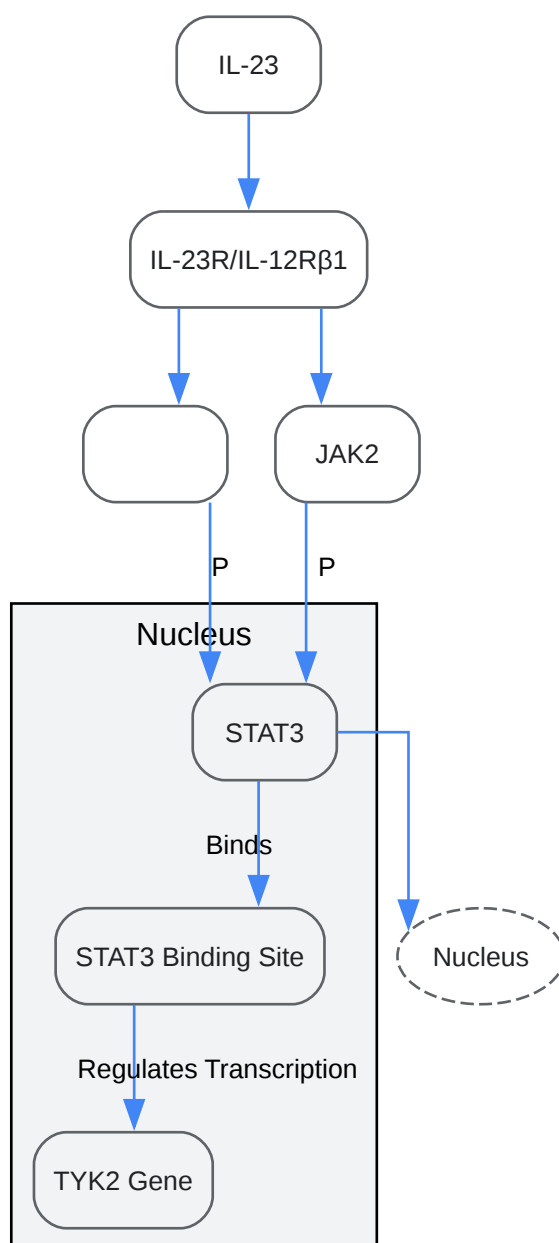 IL-23
IL-23R/IL-12Rβ1
JAK2
P
P
Nucleus
STAT3
Binds
STAT3 Binding Site
Nucleus
Regulates Transcription
TYK2 Gene